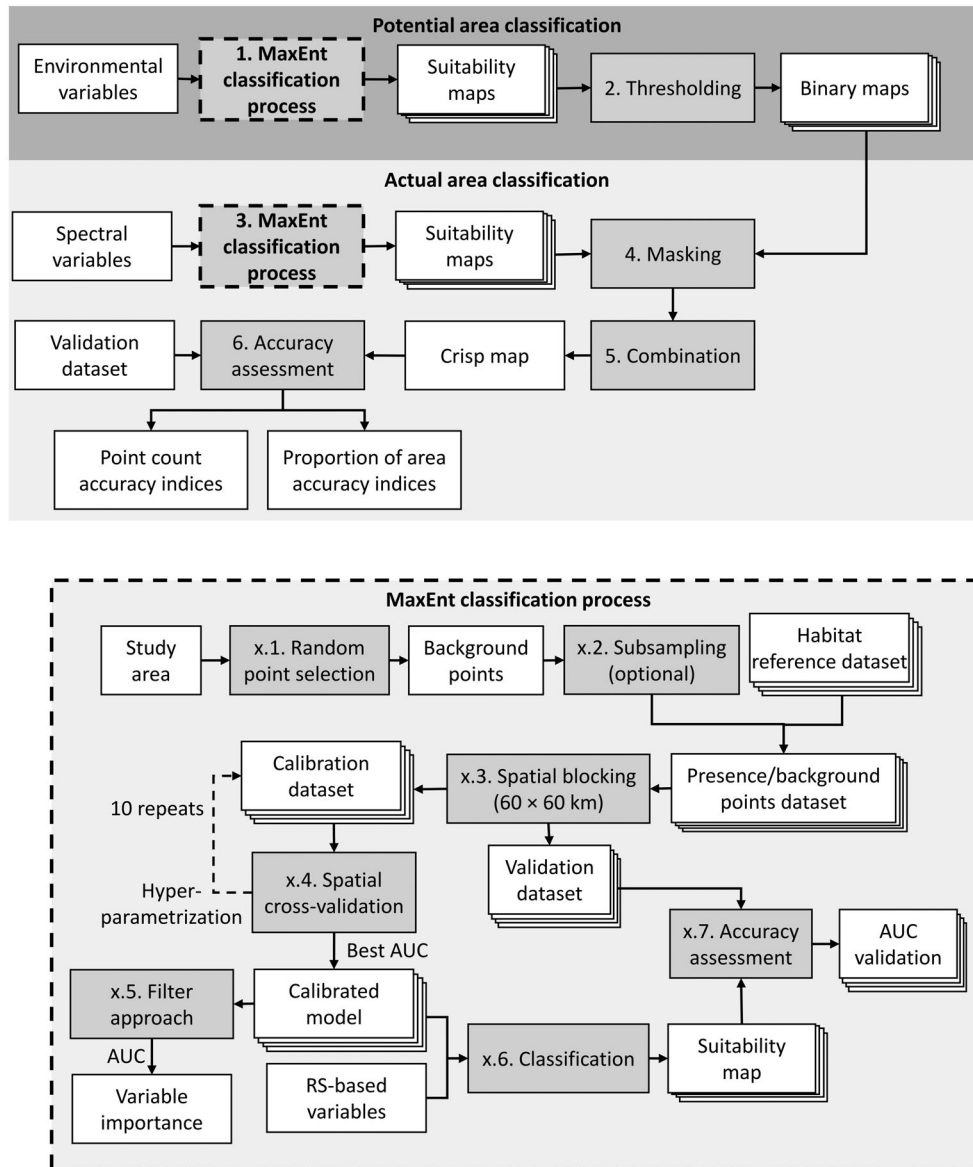 Potential area classification
Environmental
variables
1. MaxEnt
classification
process
Suitability
maps
2. Thresholding
Binary maps
Actual area classification
Spectral
variables
3. MaxEnt
classification
process
Suitability
maps
4. Masking
Validation
dataset
6. Accuracy
assessment
Crisp map
5. Combination
Point count
accuracy indices
Proportion of area
accuracy indices
MaxEnt classification process
Study
area
x.1. Random
point selection
Background
points
x.2. Subsampling
(optional)
Habitat
reference dataset
Calibration
dataset
x.3. Spatial blocking
(60 × 60 km)
Presence/background
points dataset
10 repeats
Validation
dataset
Hyper-
parametrization
x.4. Spatial
cross-validation
x.7. Accuracy
assessment
AUC
validation
Best AUC
x.5. Filter
approach
Calibrated
model
AUC
x.6. Classification
Suitability
map
Variable
importance
RS-based
variables